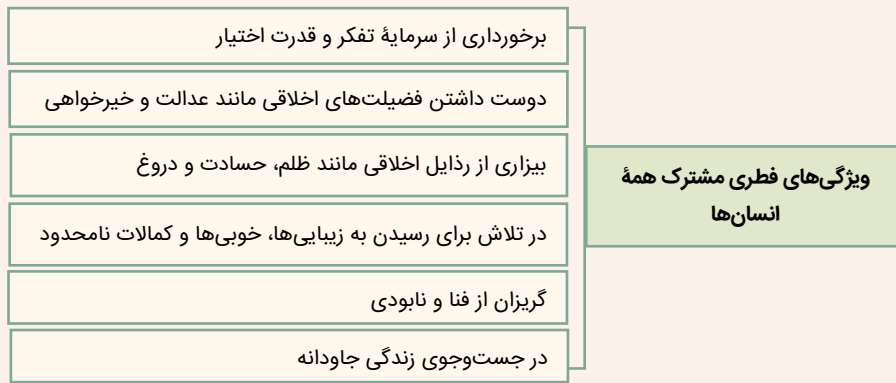 ویژگی‌های فطری مشترک همهٔ
انسان‌ها
برخورداری از سرمایهٔ تفکر و قدرت اختیار
دوست داشتن فضیلت‌های اخلاقی مانند عدالت و خیرخواهی
بیزاری از رذایل اخلاقی مانند ظلم، حسادت و دروغ
در تلاش برای رسیدن به زیبایی‌ها، خوبی‌ها و کمالات نامحدود
گریزان از فنا و نابودی
در جست‌وجوی زندگی جاودانه